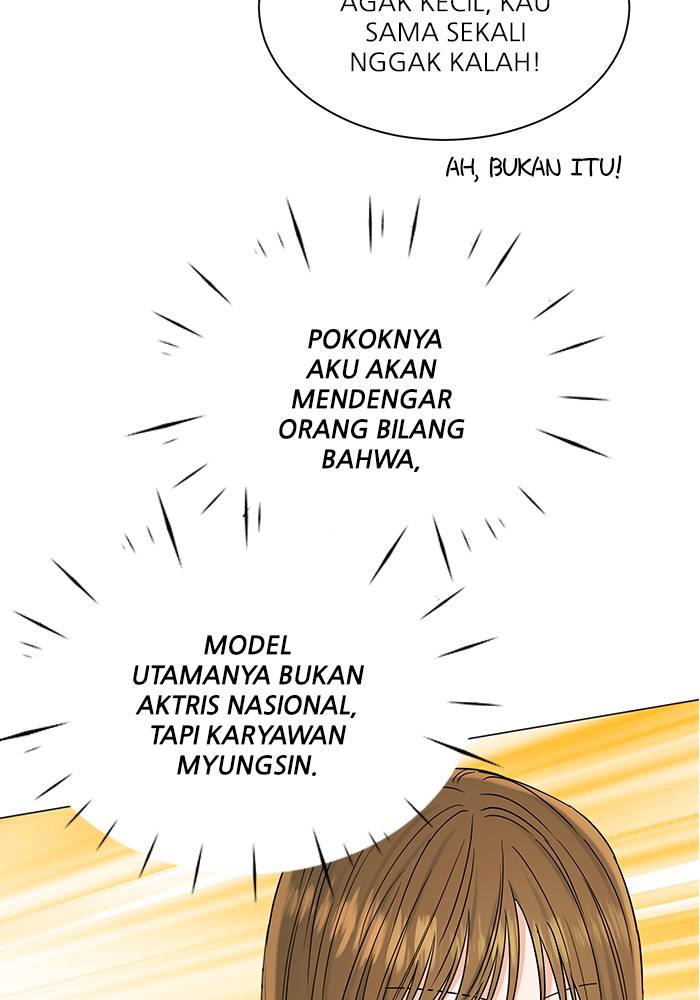 AGAK KECIL, KAU
SAMA SEKALI
NGGAK KALAH!
AH, BUKAN ITU!
POKOKNYA
AKU AKAN
MENDENGAR
ORANG BILANG
BAHWA,
MODEL
UTAMANYA BUKAN
AKTRIS NASIONAL,
TAPI KARYAWAN
MYUNGSIN.